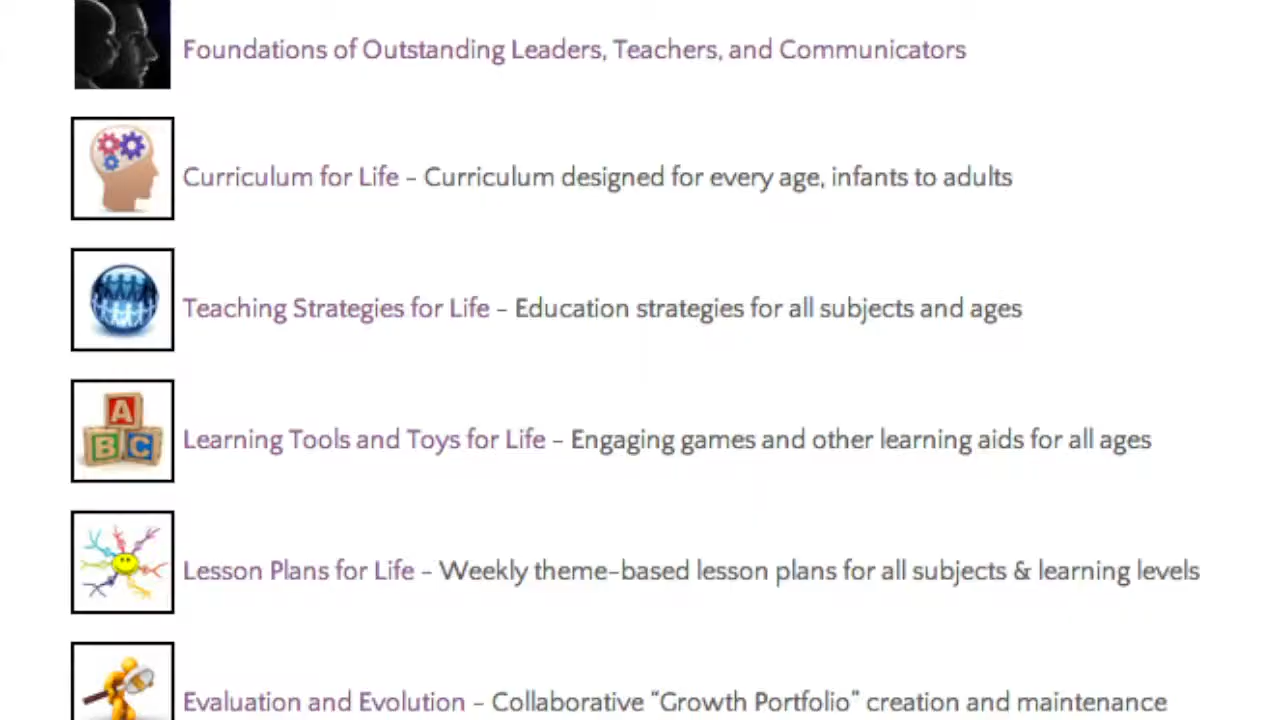 Foundations of Outstanding Leaders, Teachers, and Communicators
Curriculum for Life – Curriculum designed for every age, infants to adults
Teaching Strategies for Life – Education strategies for all subjects and ages
A
B C
Learning Tools and Toys for Life – Engaging games and other learning aids for all ages
Lesson Plans for Life – Weekly theme-based lesson plans for all subjects & learning levels
Evaluation and Evolution – Collaborative “Growth Portfolio” creation and maintenance